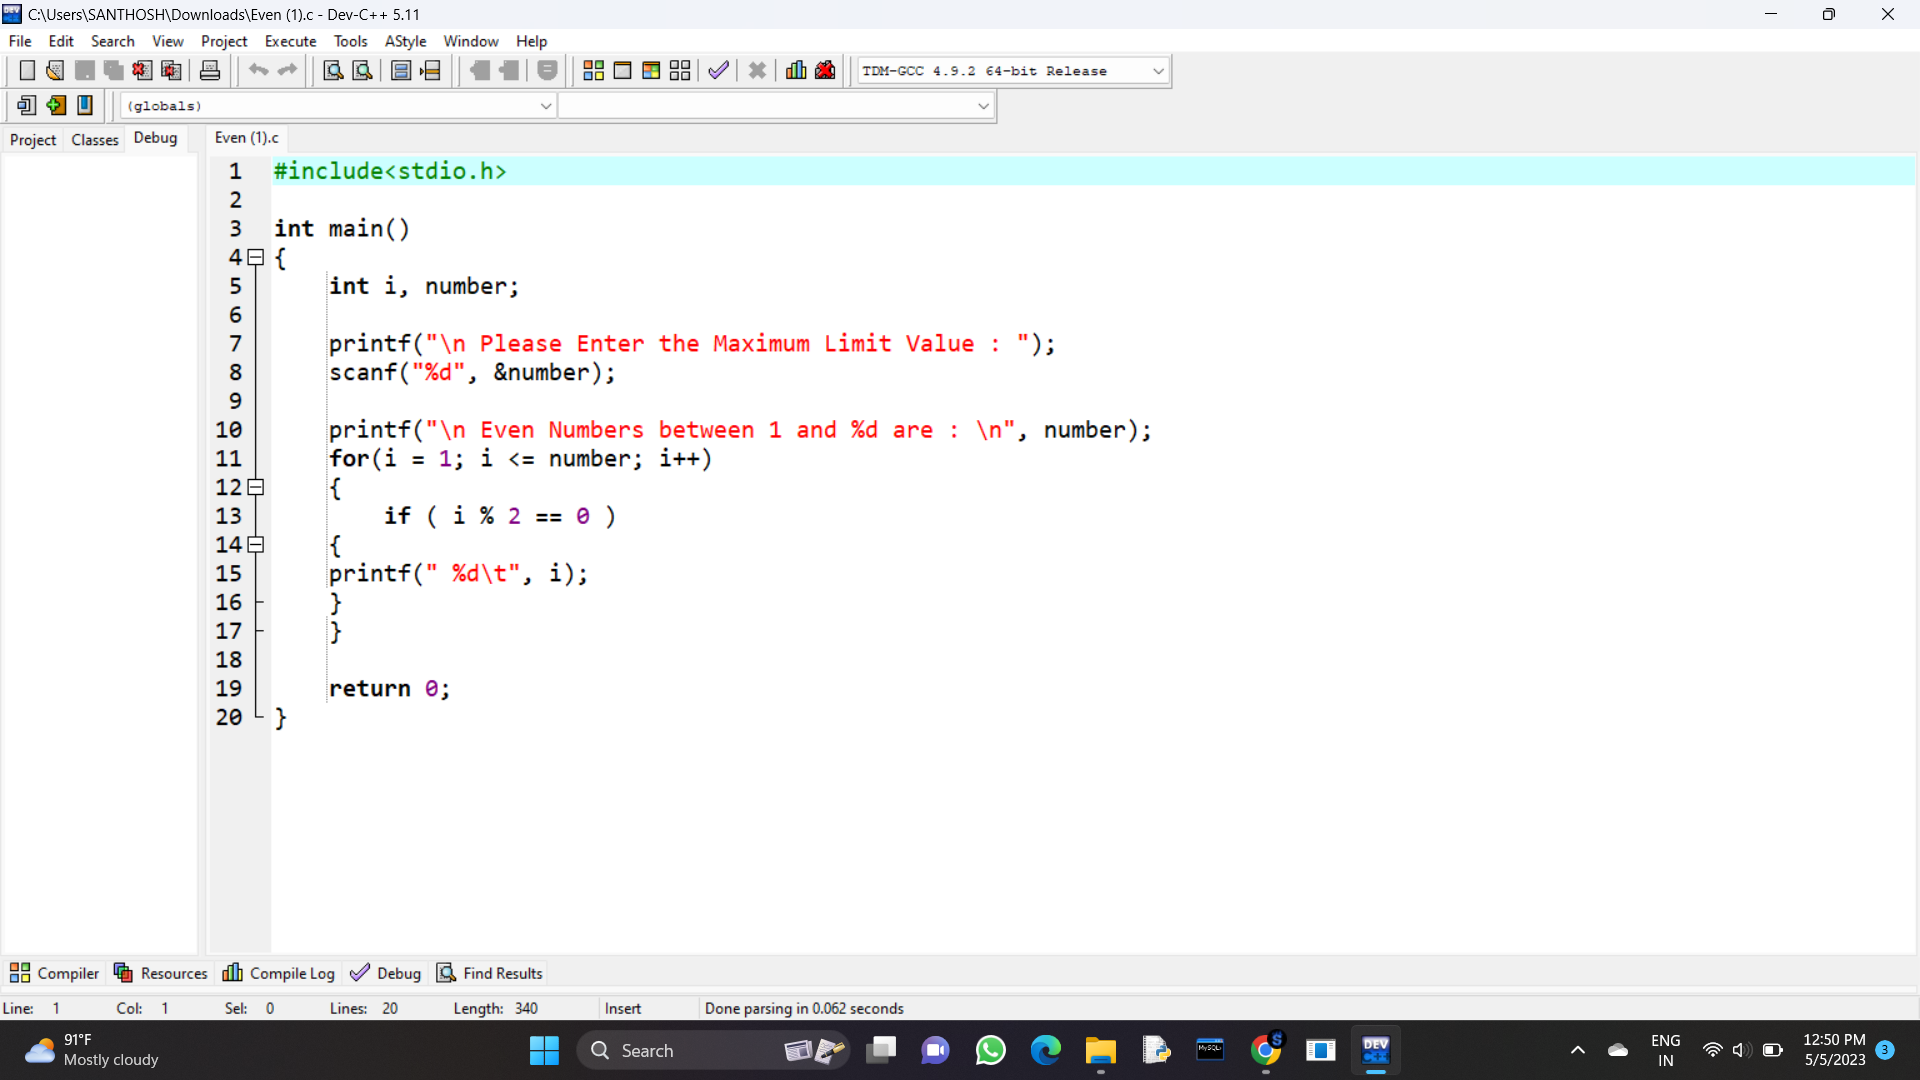 C:\Users\SANTHOSH\Downloads\Even (1).c - Dev-C++ 5.11
File Edit Search View Project Execute Tools AStyle Window Help
TDM-GCC 4.9.2 64-bit Release
(globals)
Project Classes Debug Even (1).c
1 #include<stdio.h>
2
3 int main()
4 {
5 int i, number;
6
7 printf("\n Please Enter the Maximum Limit Value : ");
8 scanf("%d", &number);
9
10 printf("\n Even Numbers between 1 and %d are : \n", number);
11 for(i = 1; i <= number; i++)
12 {
13 if ( i % 2 == 0 )
14 {
15 printf(" %d\t", i);
16 }
17 }
18
19 return 0;
20 }
Compiler Resources Compile Log Debug Find Results
Line: 1 Col: 1 Sel: 0 Lines: 20 Length: 340 Insert Done parsing in 0.062 seconds
91°F
Mostly cloudy
Search
MySQL
S
DEV
C++
ENG
IN
12:50 PM
5/5/2023
3